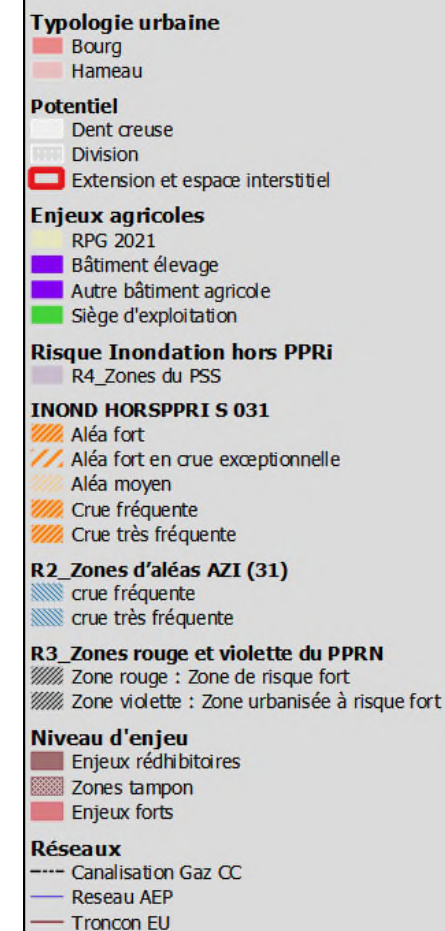 Typologie urbaine
Bourg
Hameau
Potentiel
Dent creuse
Division
Extension et espace interstitiel
Enjeux agricoles
RPG 2021
Bâtiment élevage
Autre bâtiment agricole
Siège d'exploitation
Risque Inondation hors PPRi
R4_Zones du PSS
INOND HORSPPRI S 031
Aléa fort
Aléa fort en crue exceptionnelle
Aléa moyen
Crue fréquente
Crue très fréquente
R2_Zones d’aléas AZI (31)
crue fréquente
crue très fréquente
R3_Zones rouge et violette du PPRN
Zone rouge : Zone de risque fort
Zone violette : Zone urbanisée à risque fort
Niveau d'enjeu
Enjeux rédhibitoires
Zones tampon
Enjeux forts
Réseaux
Canalisation Gaz CC
Reseau AEP
Troncon EU